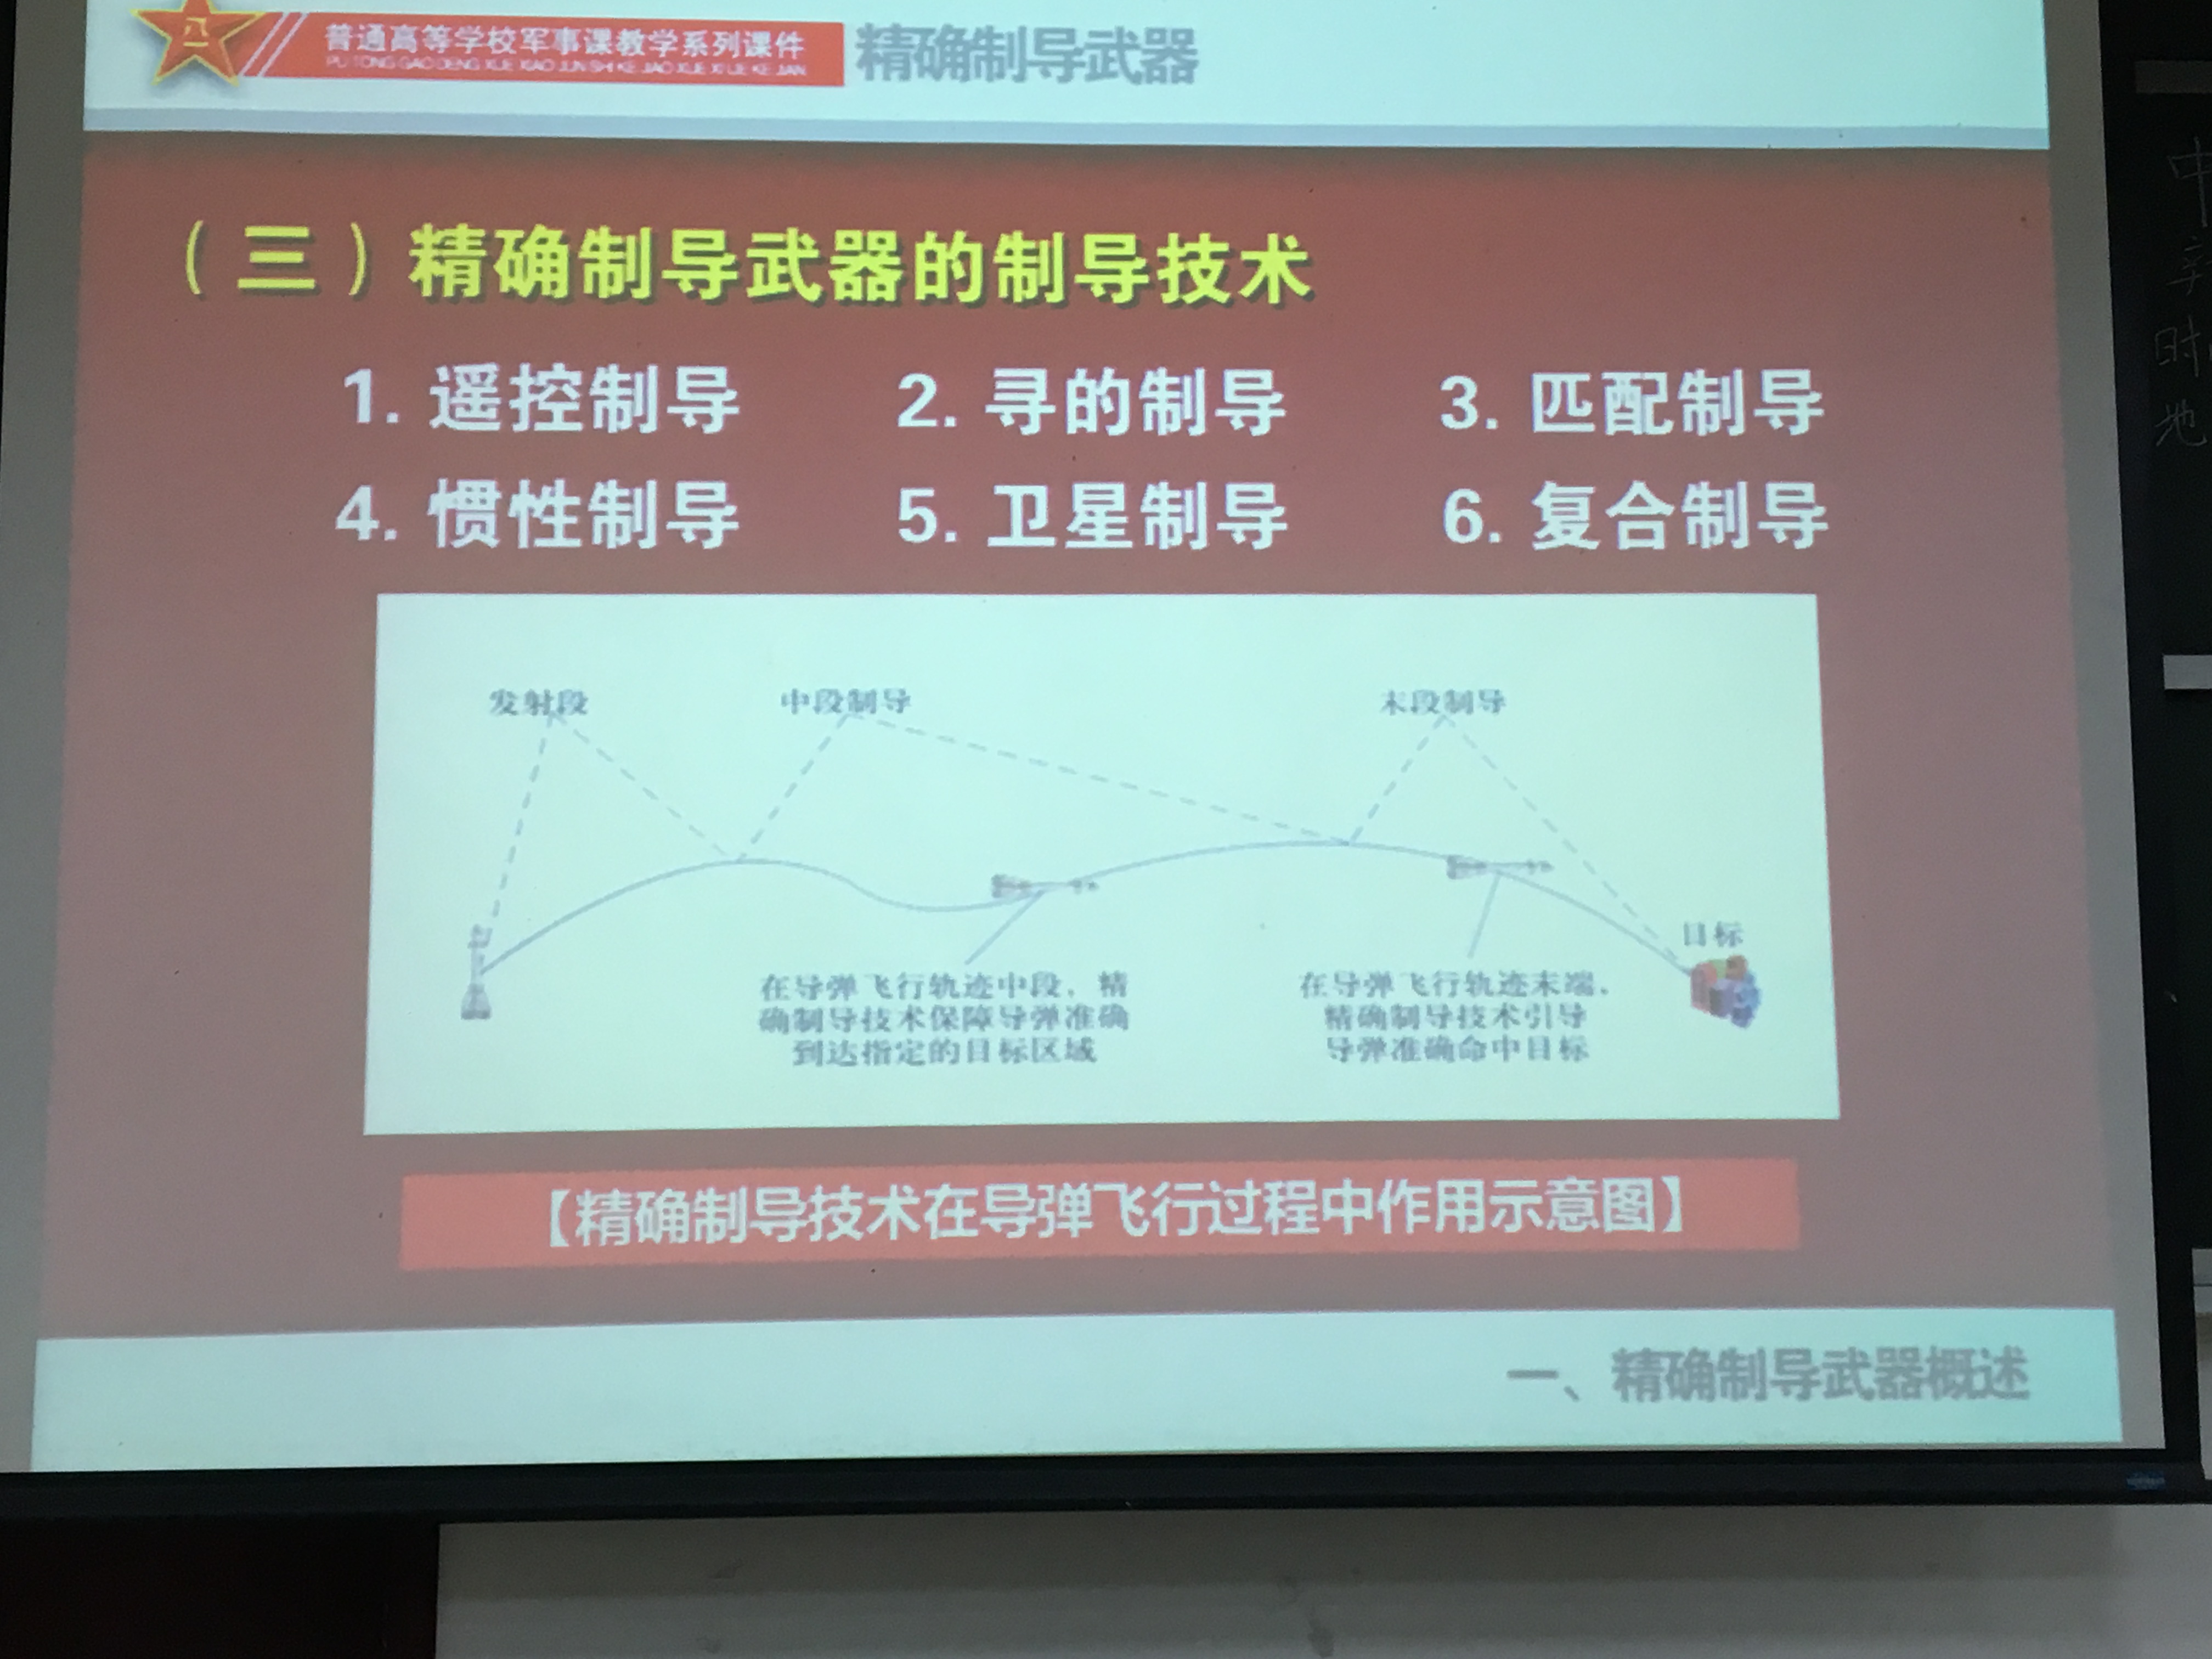 八一
普通高等学校军事课教学系列课件
PU TONG GAO DENG XUE XIAO JUN SHI KE JIAO XUE XI LIE KE JIAN
精确制导武器
（三）精确制导武器的制导技术
1. 遥控制导 2. 寻的制导 3. 匹配制导
4. 惯性制导 5. 卫星制导 6. 复合制导
发射段 中段制导 末段制导
目标
在导弹飞行轨迹中段，精
确制导技术保障导弹准确
到达指定的目标区域
在导弹飞行轨迹末端，
精确制导技术引导
导弹准确命中目标
【精确制导技术在导弹飞行过程中作用示意图】
一、精确制导武器概述
中
时
地